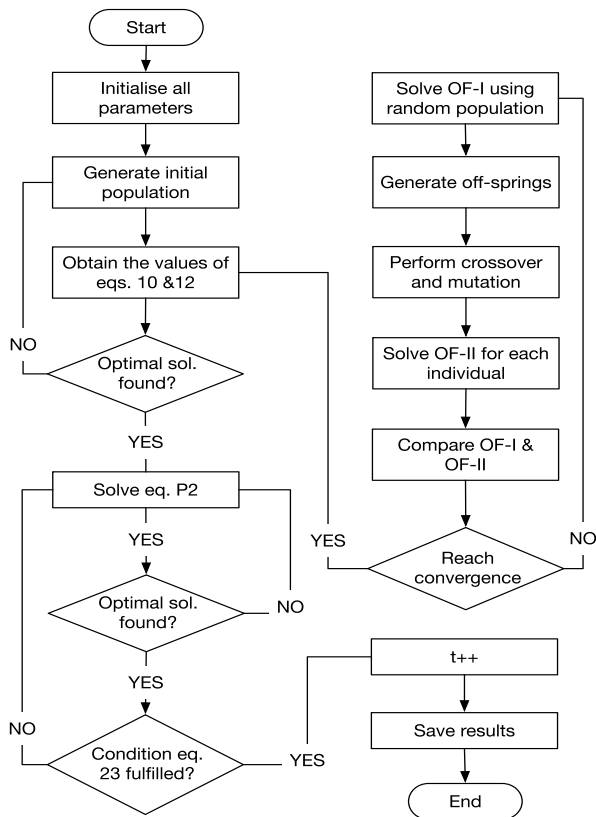 Start
Initialise all
parameters
Generate initial
population
Obtain the values of
eqs. 10 &12
NO
Optimal sol.
found?
YES
Solve eq. P2
YES
Optimal sol.
found?
NO
YES
NO
Condition eq.
23 fulfilled?
YES
Solve OF-I using
random population
Generate off-springs
Perform crossover
and mutation
Solve OF-II for each
individual
Compare OF-I &
OF-II
YES
Reach
convergence
NO
t++
Save results
End